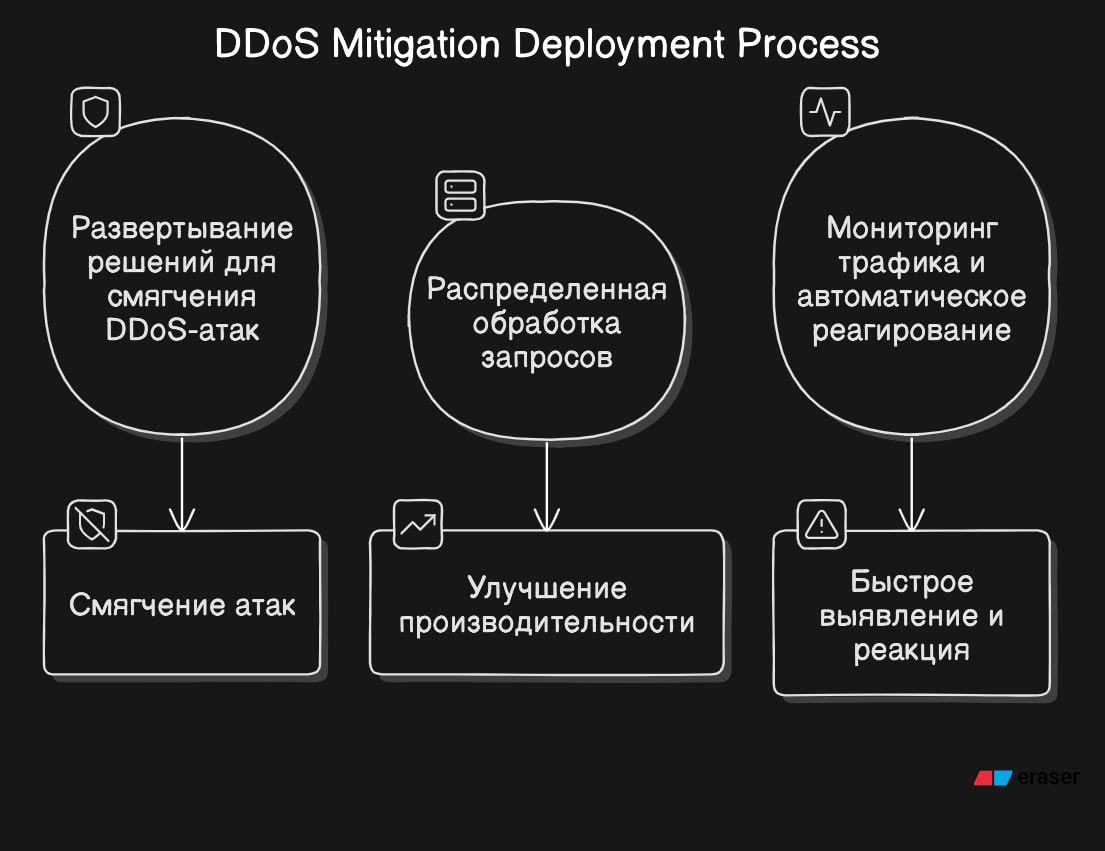 DDoS Mitigation Deployment Process
Развертывание
решений для
смягчения
DDoS-атак
Распределенная
обработка
запросов
Мониторинг
трафика и
автоматическое
реагирование
Смягчение атак
Улучшение
производительности
Быстрое
выявление и
реакция
eraser